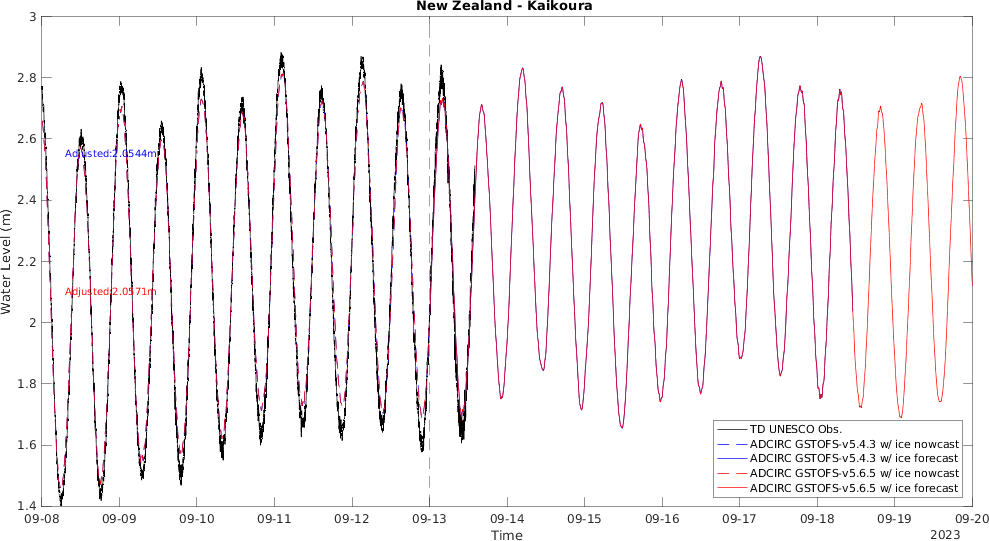 New Zealand - Kaikoura
3
2.8
2.6
2.4
2.2
2
1.8
1.6
1.4
Water Level (m)
Adjusted:2.0544m
Adjusted:2.0571m
TD UNESCO Obs.
ADCIRC GSTOFS-v5.4.3 w/ ice nowcast
ADCIRC GSTOFS-v5.4.3 w/ ice forecast
ADCIRC GSTOFS-v5.6.5 w/ ice nowcast
ADCIRC GSTOFS-v5.6.5 w/ ice forecast
09-08 09-09 09-10 09-11 09-12 09-13 09-14 09-15 09-16 09-17 09-18 09-19 09-20
Time
2023